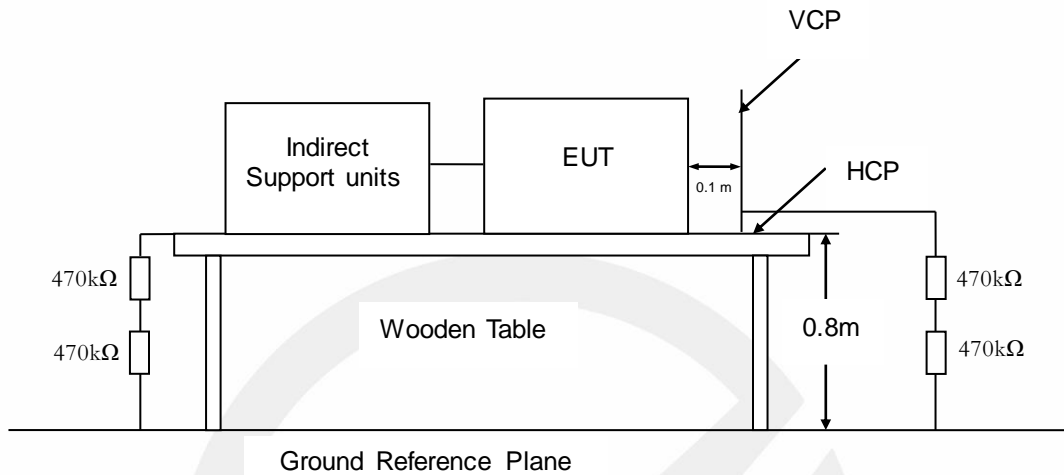 VCP
Indirect
Support units
EUT
0.1 m
HCP
470kΩ
470kΩ
470kΩ
470kΩ
Wooden Table
0.8m
Ground Reference Plane